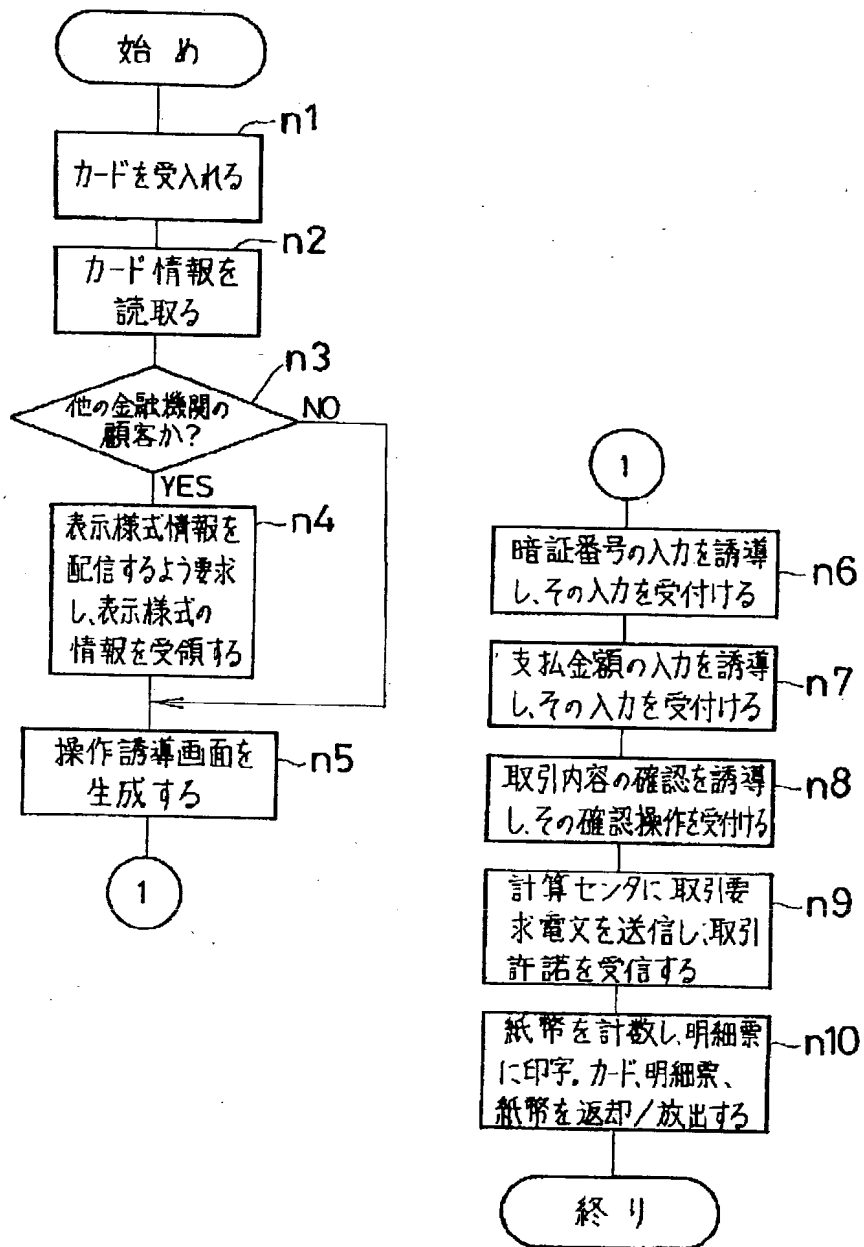 始め
n1
カードを受入れる
n2
カード情報を
読取る
n3
他の金融機関の
顧客か?
NO
YES
n4
表示様式情報を
配信するよう要求
し、表示様式の
情報を受領する
n5
操作誘導画面を
生成する
1
1
暗証番号の入力を誘導
し、その入力を受付ける
n6
支払金額の入力を誘導
し、その入力を受付ける
n7
取引内容の確認を誘導
し、その確認操作を受付ける
n8
計算センタに取引要
求電文を送信し、取引
許諾を受信する
n9
紙幣を計数し、明細票
に印字。カード、明細票、
紙幣を返却/放出する
n10
終り